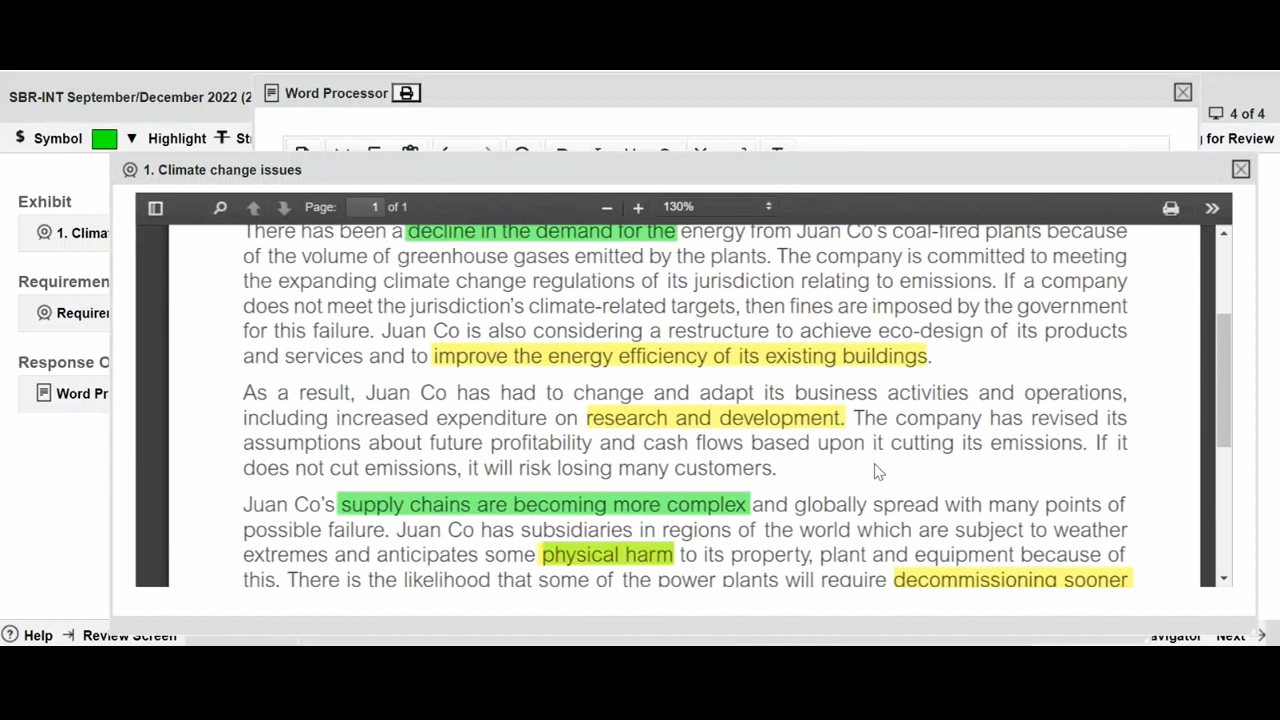 SBR-INT September/December 2022 (2
Word Processor
4 of 4
$ Symbol
Highlight
T St
g for Review
1. Climate change issues
Exhibit
1. Clima
Requiremen
Requirer
Response O
Word Pr
Page: 1 of 1
130%
There has been a decline in the demand for the energy from Juan Co's coal-fired plants because
of the volume of greenhouse gases emitted by the plants. The company is committed to meeting
the expanding climate change regulations of its jurisdiction relating to emissions. If a company
does not meet the jurisdiction's climate-related targets, then fines are imposed by the government
for this failure. Juan Co is also considering a restructure to achieve eco-design of its products
and services and to improve the energy efficiency of its existing buildings.
As a result, Juan Co has had to change and adapt its business activities and operations,
including increased expenditure on research and development. The company has revised its
assumptions about future profitability and cash flows based upon it cutting its emissions. If it
does not cut emissions, it will risk losing many customers.
Juan Co's supply chains are becoming more complex and globally spread with many points of
possible failure. Juan Co has subsidiaries in regions of the world which are subject to weather
extremes and anticipates some physical harm to its property, plant and equipment because of
this. There is the likelihood that some of the power plants will require decommissioning sooner
Help
Review Screen
avigator
Next